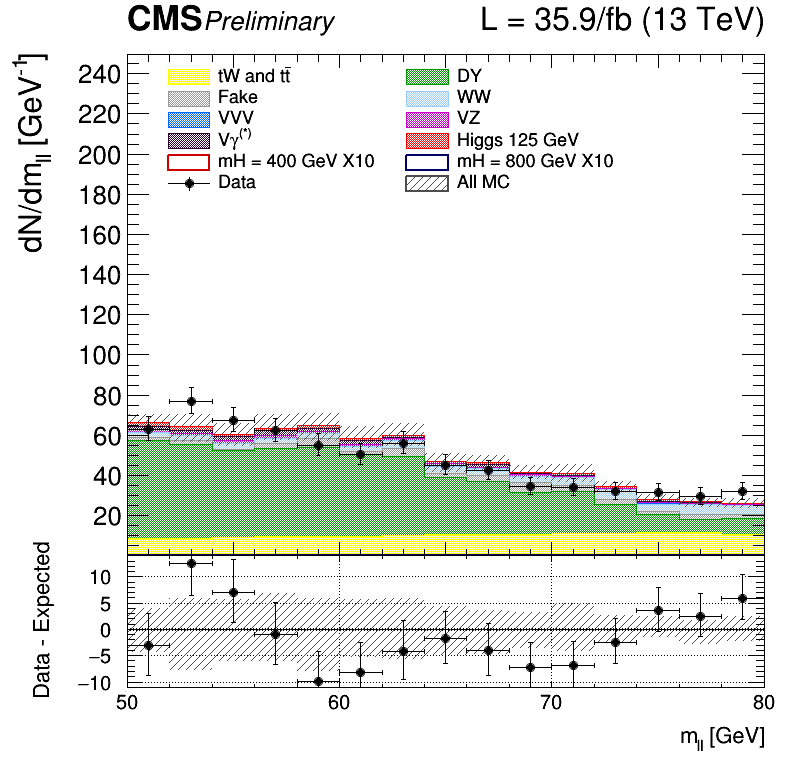 CMS Preliminary L = 35.9/fb (13 TeV)
dN/dm_ll [GeV⁻¹]
240
220
200
180
160
140
120
100
80
60
40
20
tW and tt̄
DY
Fake
WW
VVV
VZ
Vγ(*)
Higgs 125 GeV
mH = 400 GeV X10
mH = 800 GeV X10
Data
All MC
Data - Expected
10
5
0
−5
−10
50 60 70 80
m_ll [GeV]